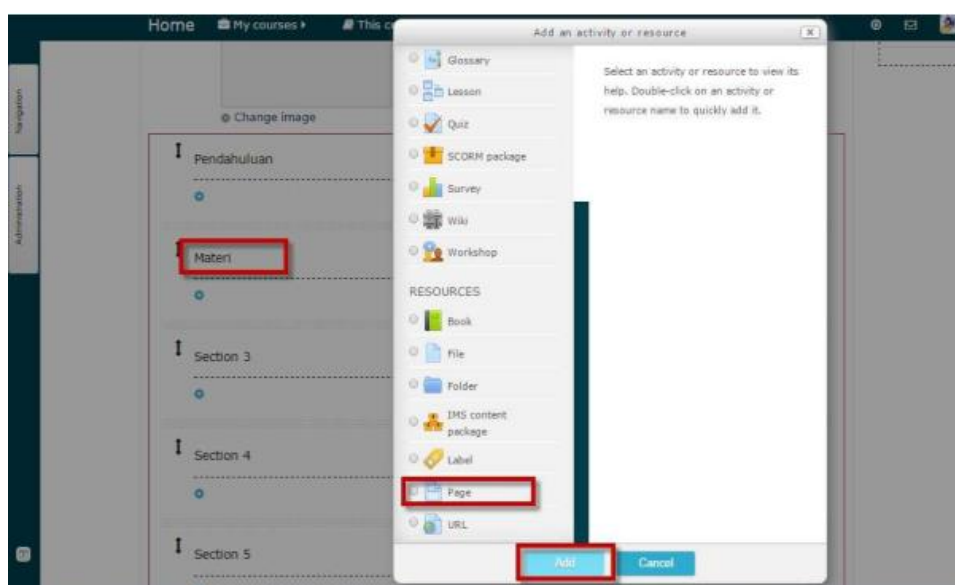 Home My courses This c
Add an activity or resource
Navigation
Administration
Change image
Pendahuluan
Materi
Section 3
Section 4
Section 5
Glossary
Lesson
Quiz
SCORM package
Survey
Wiki
Workshop
RESOURCES
Book
File
Folder
IMS content
package
Label
Page
URL
Select an activity or resource to view its
help. Double-click on an activity or
resource name to quickly add it.
Add Cancel